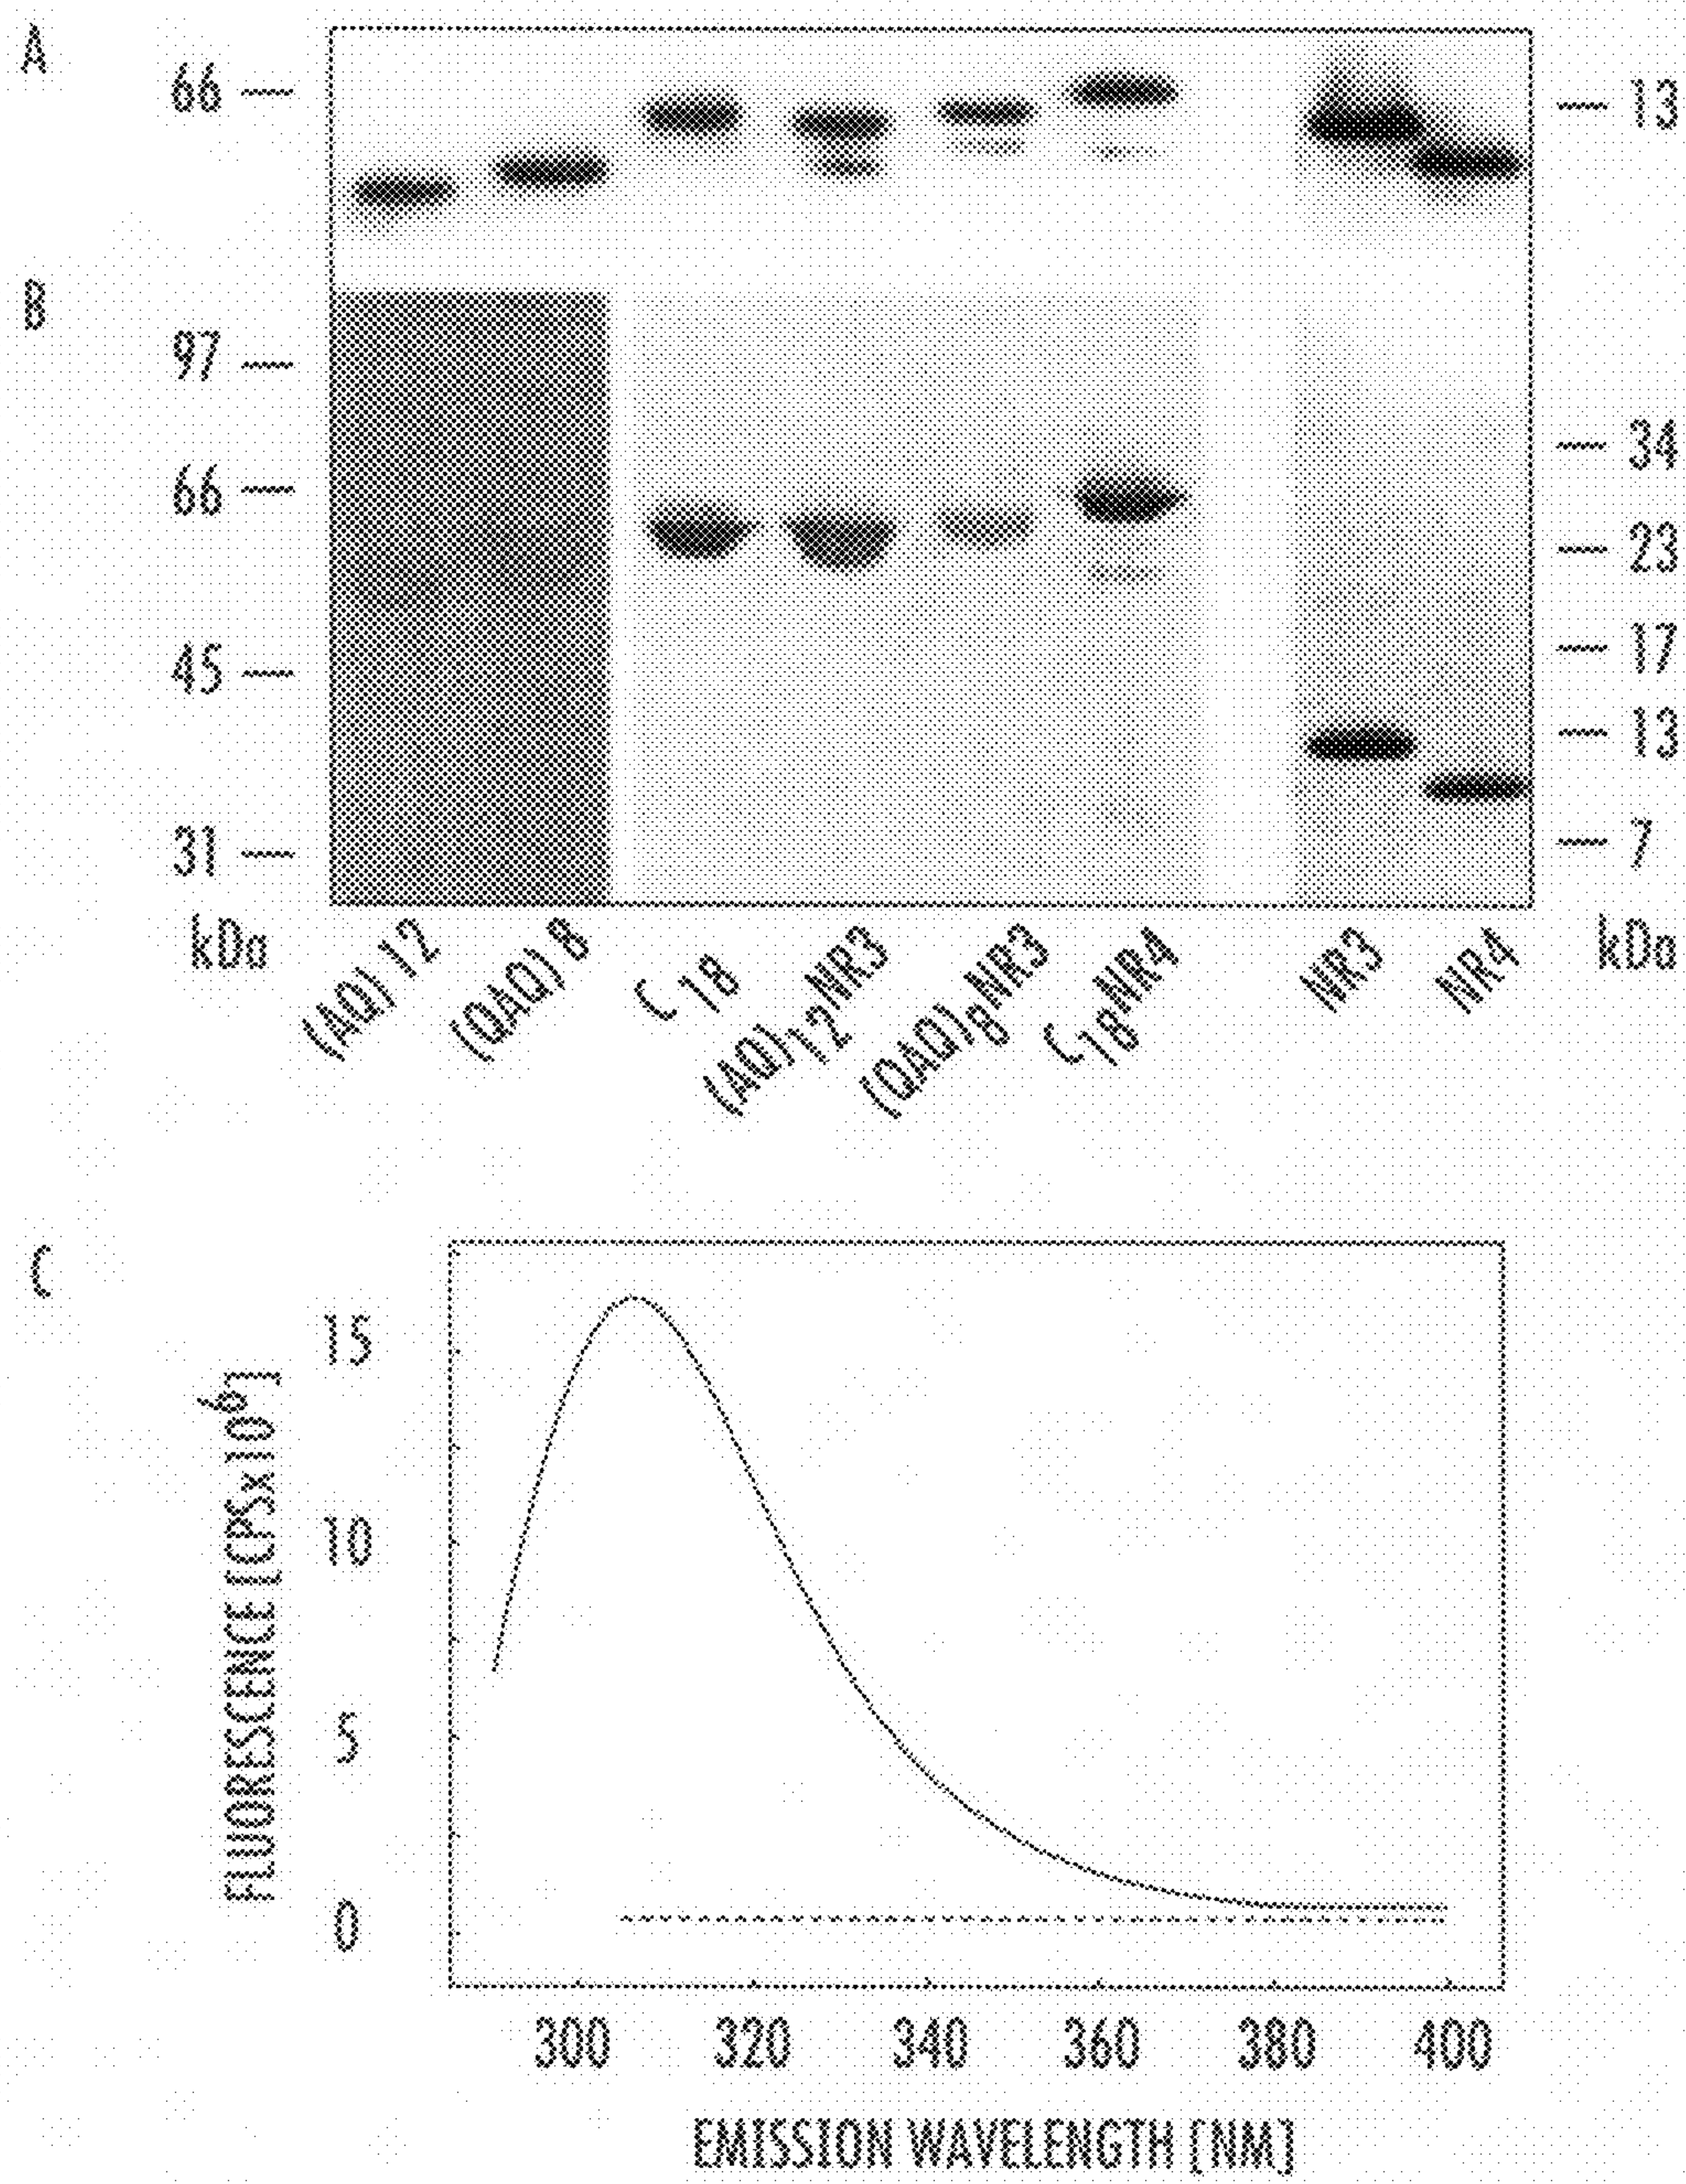 A
66
13
B
97
34
66
23
45
17
13
31
7
kDa
kDa
(AQ)12
(QAQ)8
C18
(AQ)12NR3
(QAQ)8NR3
C18NR4
NR3
NR4
C
15
10
5
0
FLUORESCENCE [CPSx10^6]
300 320 340 360 380 400
EMISSION WAVELENGTH [NM]